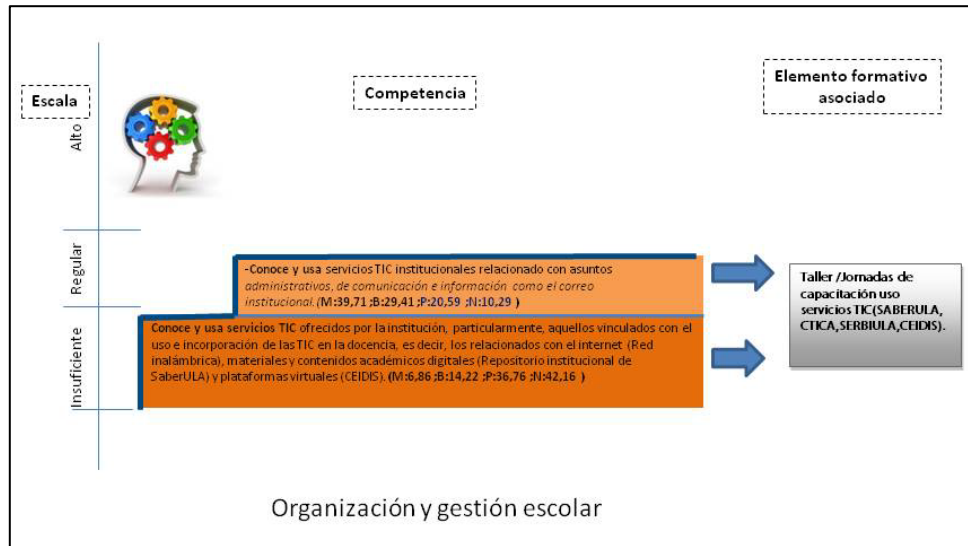 Escala
Competencia
Elemento formativo
asociado
Alto
Regular
-Conoce y usa servicios TIC institucionales relacionado con asuntos
administrativos, de comunicación e información como el correo
institucional. (M:39,71 ;B:29,41 ;P:20,59 ;N:10,29 )
Insuficiente
Conoce y usa servicios TIC ofrecidos por la institución, particularmente, aquellos vinculados con el
uso e incorporación de las TIC en la docencia, es decir, los relacionados con el internet (Red
inalámbrica), materiales y contenidos académicos digitales (Repositorio institucional de
SaberULA) y plataformas virtuales (CEIDIS). (M:6,86 ;B:14,22 ;P:36,76 ;N:42,16 )
Taller /Jornadas de
capacitación uso
servicios TIC(SABERULA,
CTICA,SERBIULA,CEIDIS).
Organización y gestión escolar